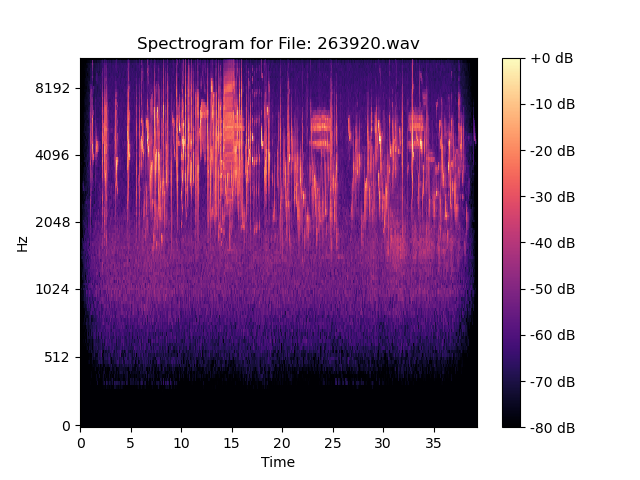 Spectrogram for File: 263920.wav
8192
4096
2048
1024
512
0
Hz
0 5 10 15 20 25 30 35
Time
+0 dB
-10 dB
-20 dB
-30 dB
-40 dB
-50 dB
-60 dB
-70 dB
-80 dB